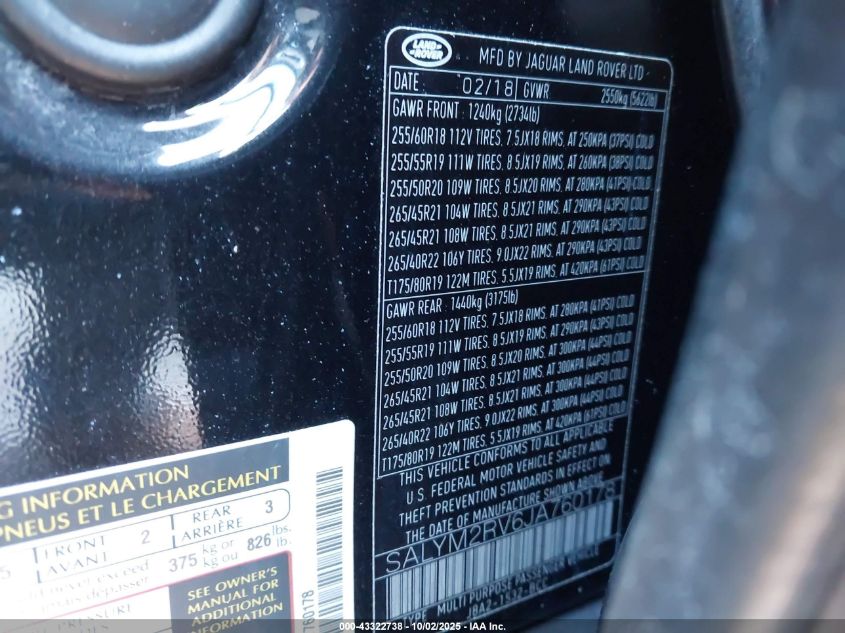 LAND ROVER
MFD BY JAGUAR LAND ROVER LTD
DATE: 02/18 GVWR 2550kg (5622lb)
GAWR FRONT : 1240kg (2734lb)
255/60R18 112V TIRES, 7.5JX18 RIMS, AT 250KPA (37PSI) COLD
255/55R19 111W TIRES, 8 5JX19 RIMS, AT 260KPA (38PSI) COLD
255/50R20 109W TIRES, 8 5JX20 RIMS, AT 280KPA (41PSI) COLD
265/45R21 104W TIRES, 8 5JX21 RIMS, AT 290KPA (43PSI) COLD
265/45R21 108W TIRES, 8 5JX21 RIMS, AT 290KPA (43PSI) COLD
265/40R22 106Y TIRES, 9 0JX22 RIMS, AT 290KPA (43PSI) COLD
T175/80R19 122M TIRES, 5.5JX19 RIMS, AT 420KPA (61PSI) COLD
GAWR REAR : 1440kg (3175lb)
255/60R18 112V TIRES, 7 5JX18 RIMS, AT 280KPA (41PSI) COLD
255/55R19 111W TIRES, 8 5JX19 RIMS, AT 290KPA (43PSI) COLD
255/50R20 109W TIRES, 8 5JX20 RIMS, AT 300KPA (44PSI) COLD
265/45R21 104W TIRES, 8 5JX21 RIMS, AT 300KPA (44PSI) COLD
265/45R21 108W TIRES, 8 5JX21 RIMS, AT 300KPA (44PSI) COLD
265/40R22 106Y TIRES, 9 0JX22 RIMS, AT 300KPA (44PSI) COLD
T175/80R19 122M TIRES, 5 5JX19 RIMS, AT 420KPA (61PSI) COLD
THIS VEHICLE CONFORMS TO ALL APPLICABLE
U.S. FEDERAL MOTOR VEHICLE SAFETY AND
THEFT PREVENTION STANDARDS IN EFFECT ON
THE DATE OF MANUFACTURE SHOWN ABOVE
SALYM2RV6JA760178
TYPE MULTI PURPOSE PASSENGER VEHICLE
INFORMATION
PNEUS ET LE CHARGEMENT
5 FRONT AVANT 2 REAR ARRIÈRE 3
never exceed
dépasser 375 kg or kg ou 826 lbs.
PRESSURE
SEE OWNER'S
MANUAL FOR
ADDITIONAL
INFORMATION
760178
000-43322738 - 10/02/2025 - IAA Inc.